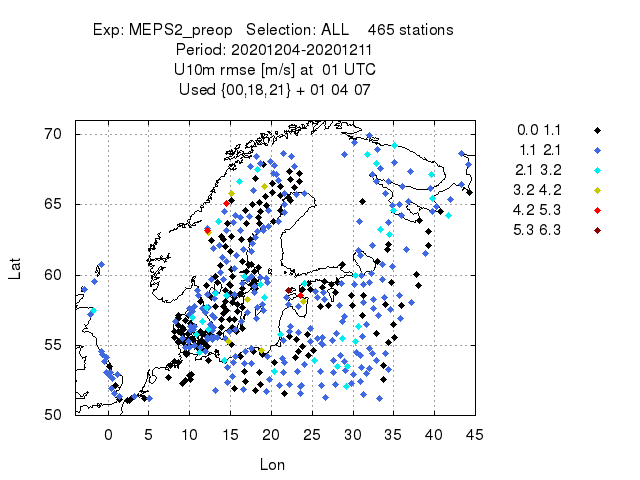 Exp: MEPS2_preop   Selection: ALL    465 stations
Period: 20201204-20201211
U10m rmse [m/s] at  01 UTC
Used {00,18,21} + 01 04 07
70
65
60
55
50
Lat
0 5 10 15 20 25 30 35 40 45
Lon
0.0 1.1
1.1 2.1
2.1 3.2
3.2 4.2
4.2 5.3
5.3 6.3